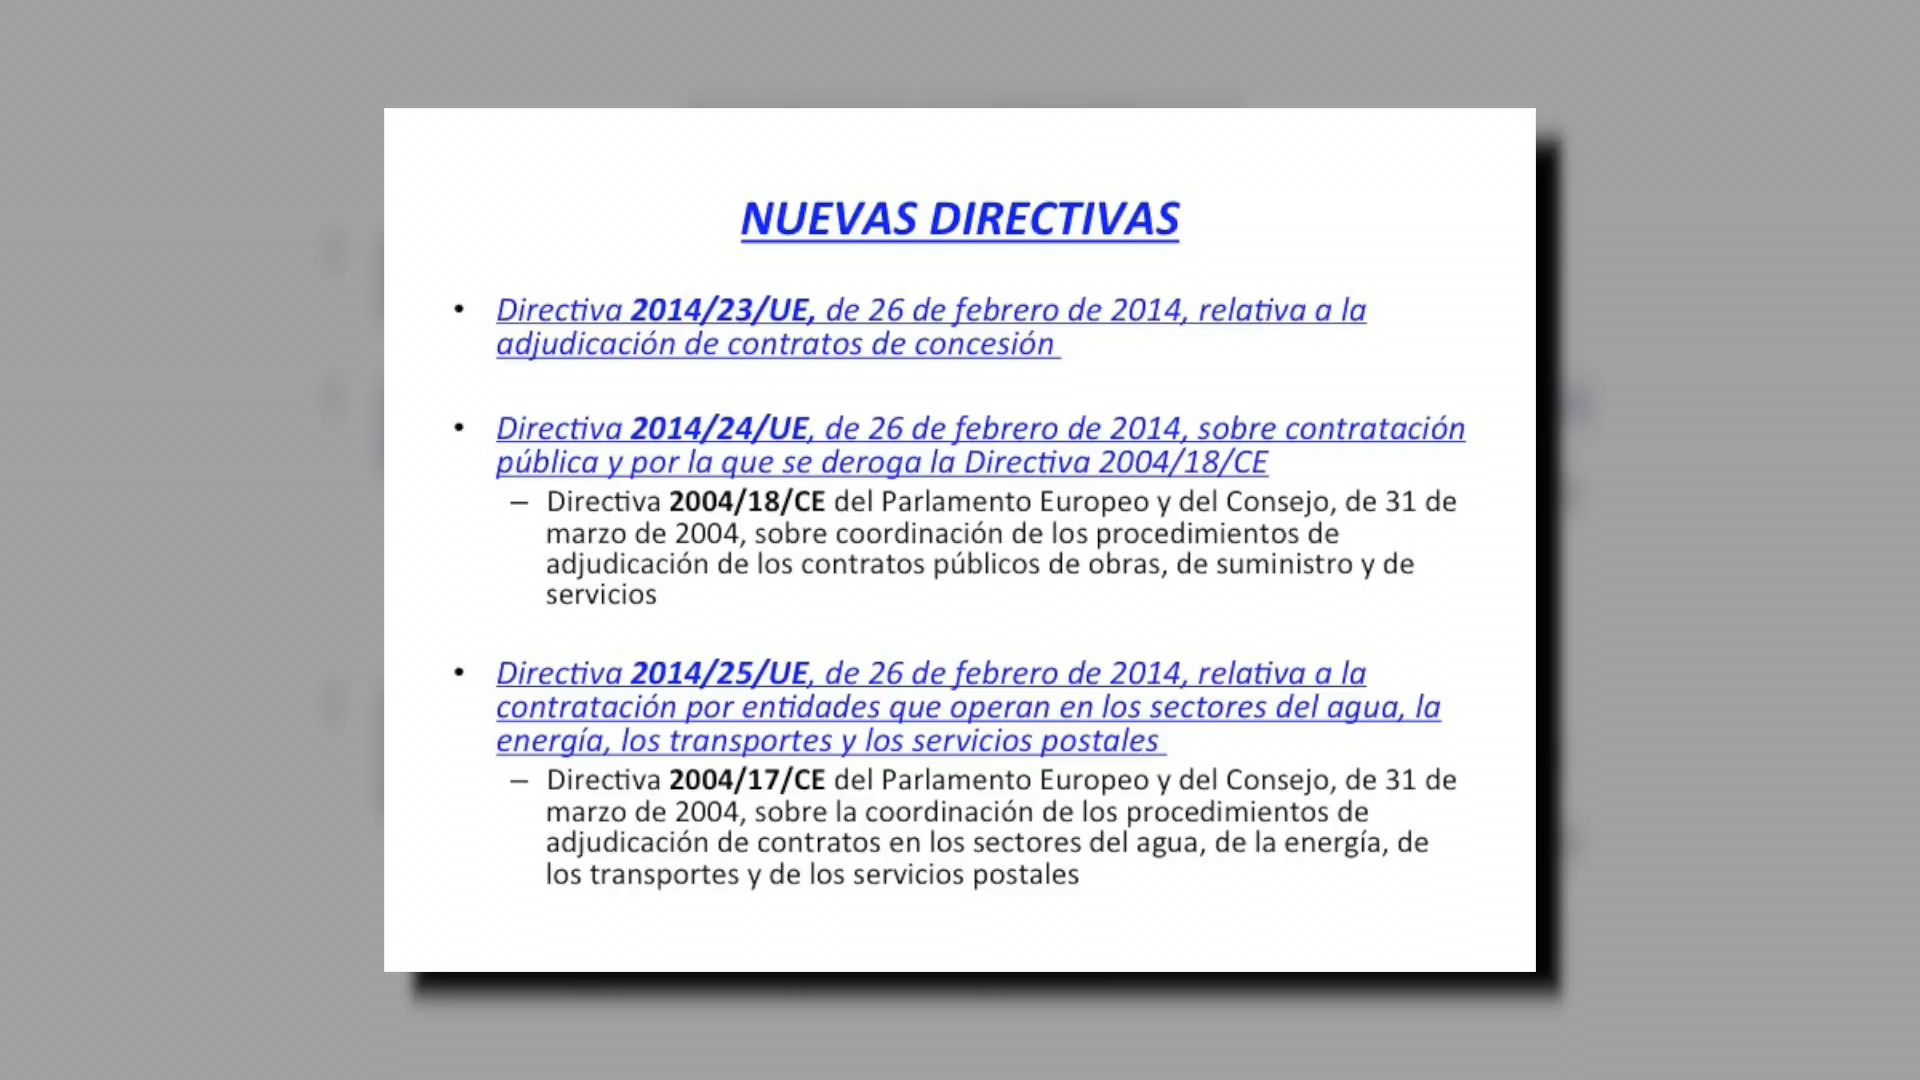 NUEVAS DIRECTIVAS
• Directiva 2014/23/UE, de 26 de febrero de 2014, relativa a la
adjudicación de contratos de concesión
• Directiva 2014/24/UE, de 26 de febrero de 2014, sobre contratación
pública y por la que se deroga la Directiva 2004/18/CE
– Directiva 2004/18/CE del Parlamento Europeo y del Consejo, de 31 de
marzo de 2004, sobre coordinación de los procedimientos de
adjudicación de los contratos públicos de obras, de suministro y de
servicios
• Directiva 2014/25/UE, de 26 de febrero de 2014, relativa a la
contratación por entidades que operan en los sectores del agua, la
energía, los transportes y los servicios postales
– Directiva 2004/17/CE del Parlamento Europeo y del Consejo, de 31 de
marzo de 2004, sobre la coordinación de los procedimientos de
adjudicación de contratos en los sectores del agua, de la energía, de
los transportes y de los servicios postales